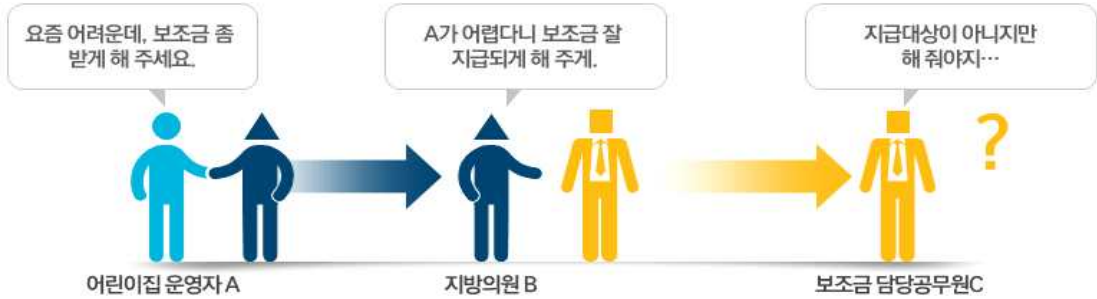 요즘 어려운데, 보조금 좀
받게 해 주세요.
A가 어렵다니 보조금 잘
지급되게 해 주게.
지급대상이 아니지만
해 줘야지…
?
어린이집 운영자 A
지방의원 B
보조금 담당공무원C